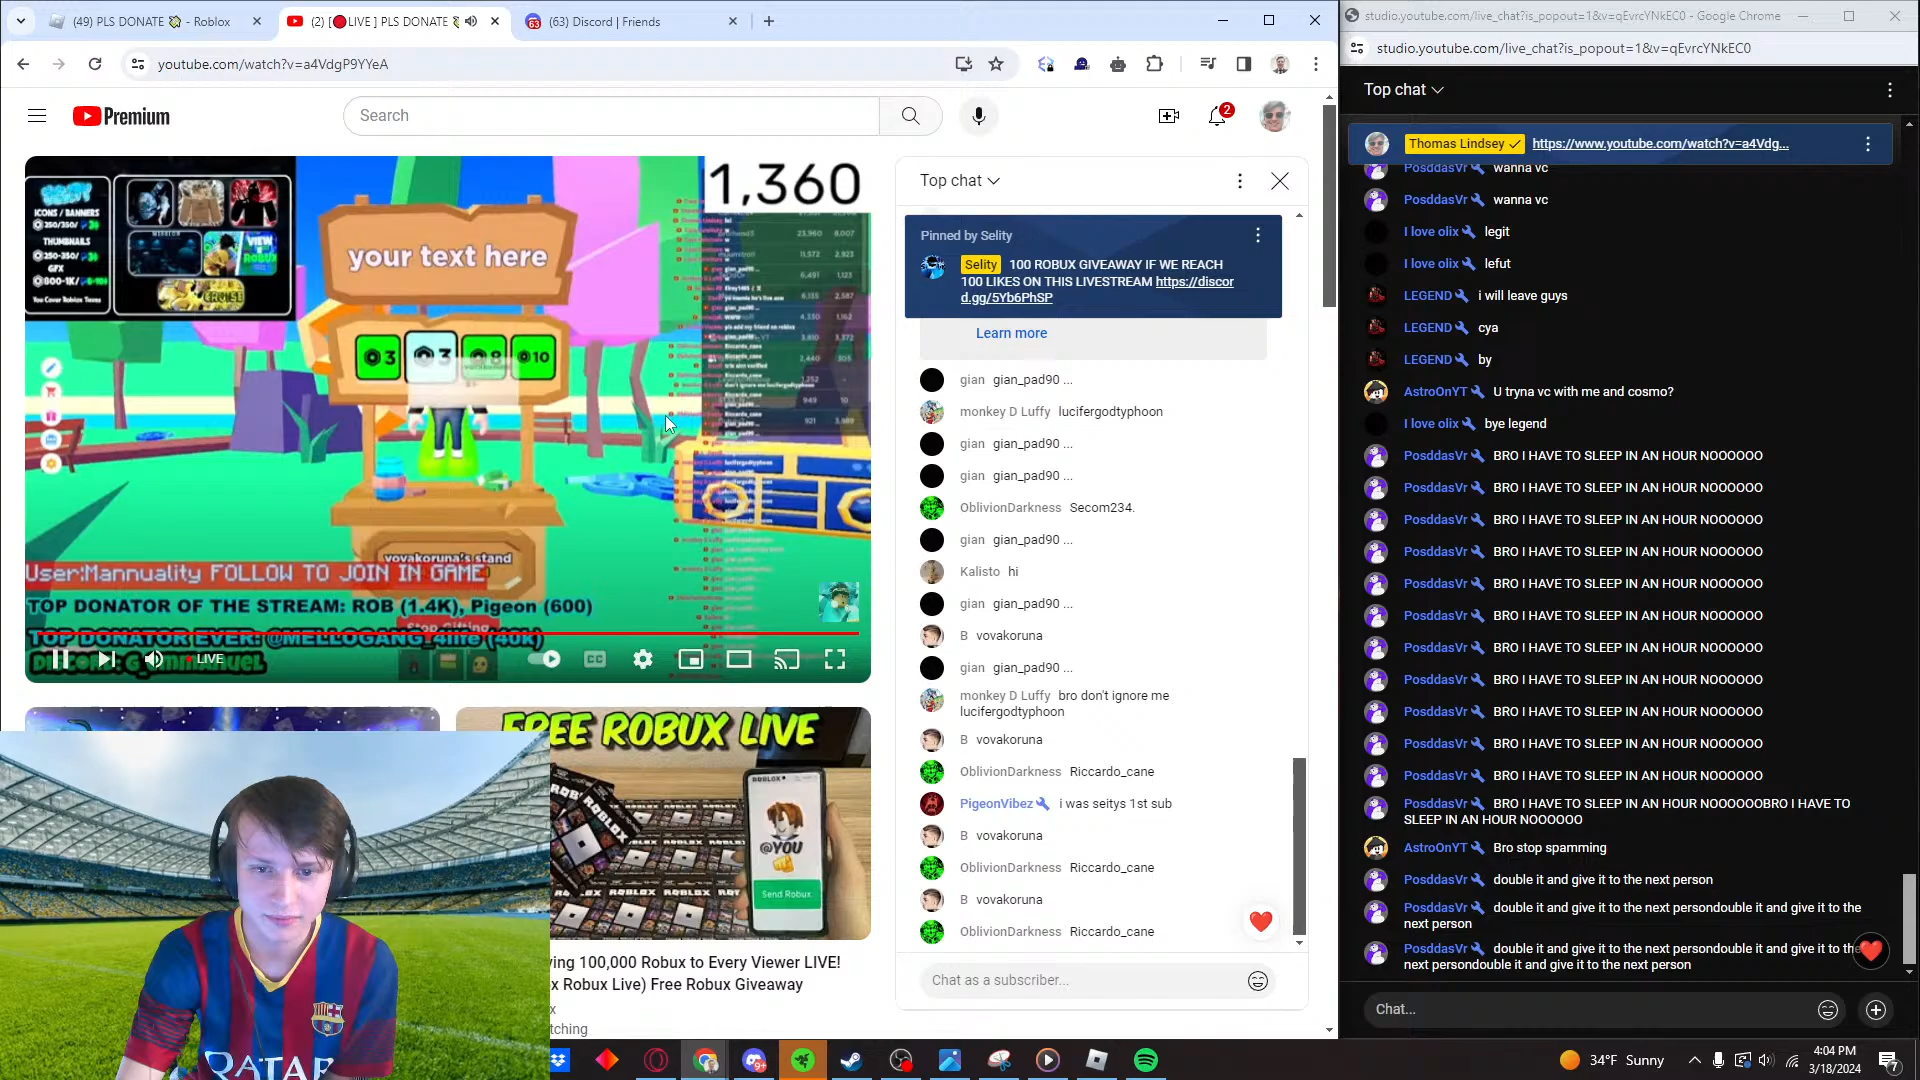 (49) PLS DONATE - Roblox
(2) [🔴LIVE ] PLS DONATE
(63) Discord | Friends
youtube.com/watch?v=a4VdgP9YYeA
Premium
Search
2
1,360
ICONS / BANNERS
THUMBNAILS
GFX
your text here
3
3
8
10
vovakoruna's stand
User:Mannuality FOLLOW TO JOIN IN GAME
TOP DONATOR OF THE STREAM: ROB (1.4K), Pigeon (600)
Stop Gifting
TOP DONATOR EVER: @MELLOGANG_4life (40k)
LIVE
FREE ROBUX LIVE
ROBLOX
@YOU
Send Robux
ving 100,000 Robux to Every Viewer LIVE!
x Robux Live) Free Robux Giveaway
x
tching
QATAR
Top chat
Pinned by Selity
Selity 100 ROBUX GIVEAWAY IF WE REACH
100 LIKES ON THIS LIVESTREAM https://discor
d.gg/5Yb6PhSP
Learn more
gian gian_pad90 ...
monkey D Luffy lucifergodtyphoon
gian gian_pad90 ...
gian gian_pad90 ...
OblivionDarkness Secom234.
gian gian_pad90 ...
Kalisto hi
gian gian_pad90 ...
B vovakoruna
gian gian_pad90 ...
monkey D Luffy bro don't ignore me
lucifergodtyphoon
B vovakoruna
OblivionDarkness Riccardo_cane
PigeonVibez i was seitys 1st sub
B vovakoruna
OblivionDarkness Riccardo_cane
B vovakoruna
OblivionDarkness Riccardo_cane
Chat as a subscriber...
studio.youtube.com/live_chat?is_popout=1&v=qEvrcYNkEC0 - Google Chrome
studio.youtube.com/live_chat?is_popout=1&v=qEvrcYNkEC0
Top chat
Thomas Lindsey https://www.youtube.com/watch?v=a4Vdg...
PosddasVr wanna vc
PosddasVr wanna vc
I love olix legit
I love olix lefut
LEGEND i will leave guys
LEGEND cya
LEGEND by
AstroOnYT U tryna vc with me and cosmo?
I love olix bye legend
PosddasVr BRO I HAVE TO SLEEP IN AN HOUR NOOOOOO
PosddasVr BRO I HAVE TO SLEEP IN AN HOUR NOOOOOO
PosddasVr BRO I HAVE TO SLEEP IN AN HOUR NOOOOOO
PosddasVr BRO I HAVE TO SLEEP IN AN HOUR NOOOOOO
PosddasVr BRO I HAVE TO SLEEP IN AN HOUR NOOOOOO
PosddasVr BRO I HAVE TO SLEEP IN AN HOUR NOOOOOO
PosddasVr BRO I HAVE TO SLEEP IN AN HOUR NOOOOOO
PosddasVr BRO I HAVE TO SLEEP IN AN HOUR NOOOOOO
PosddasVr BRO I HAVE TO SLEEP IN AN HOUR NOOOOOO
PosddasVr BRO I HAVE TO SLEEP IN AN HOUR NOOOOOO
PosddasVr BRO I HAVE TO SLEEP IN AN HOUR NOOOOOO
PosddasVr BRO I HAVE TO SLEEP IN AN HOUR NOOOOOOBRO I HAVE TO
SLEEP IN AN HOUR NOOOOOO
AstroOnYT Bro stop spamming
PosddasVr double it and give it to the next person
PosddasVr double it and give it to the next persondouble it and give it to the
next person
PosddasVr double it and give it to the next persondouble it and give it to the
next persondouble it and give it to the next person
Chat...
34°F Sunny
4:04 PM
3/18/2024
7